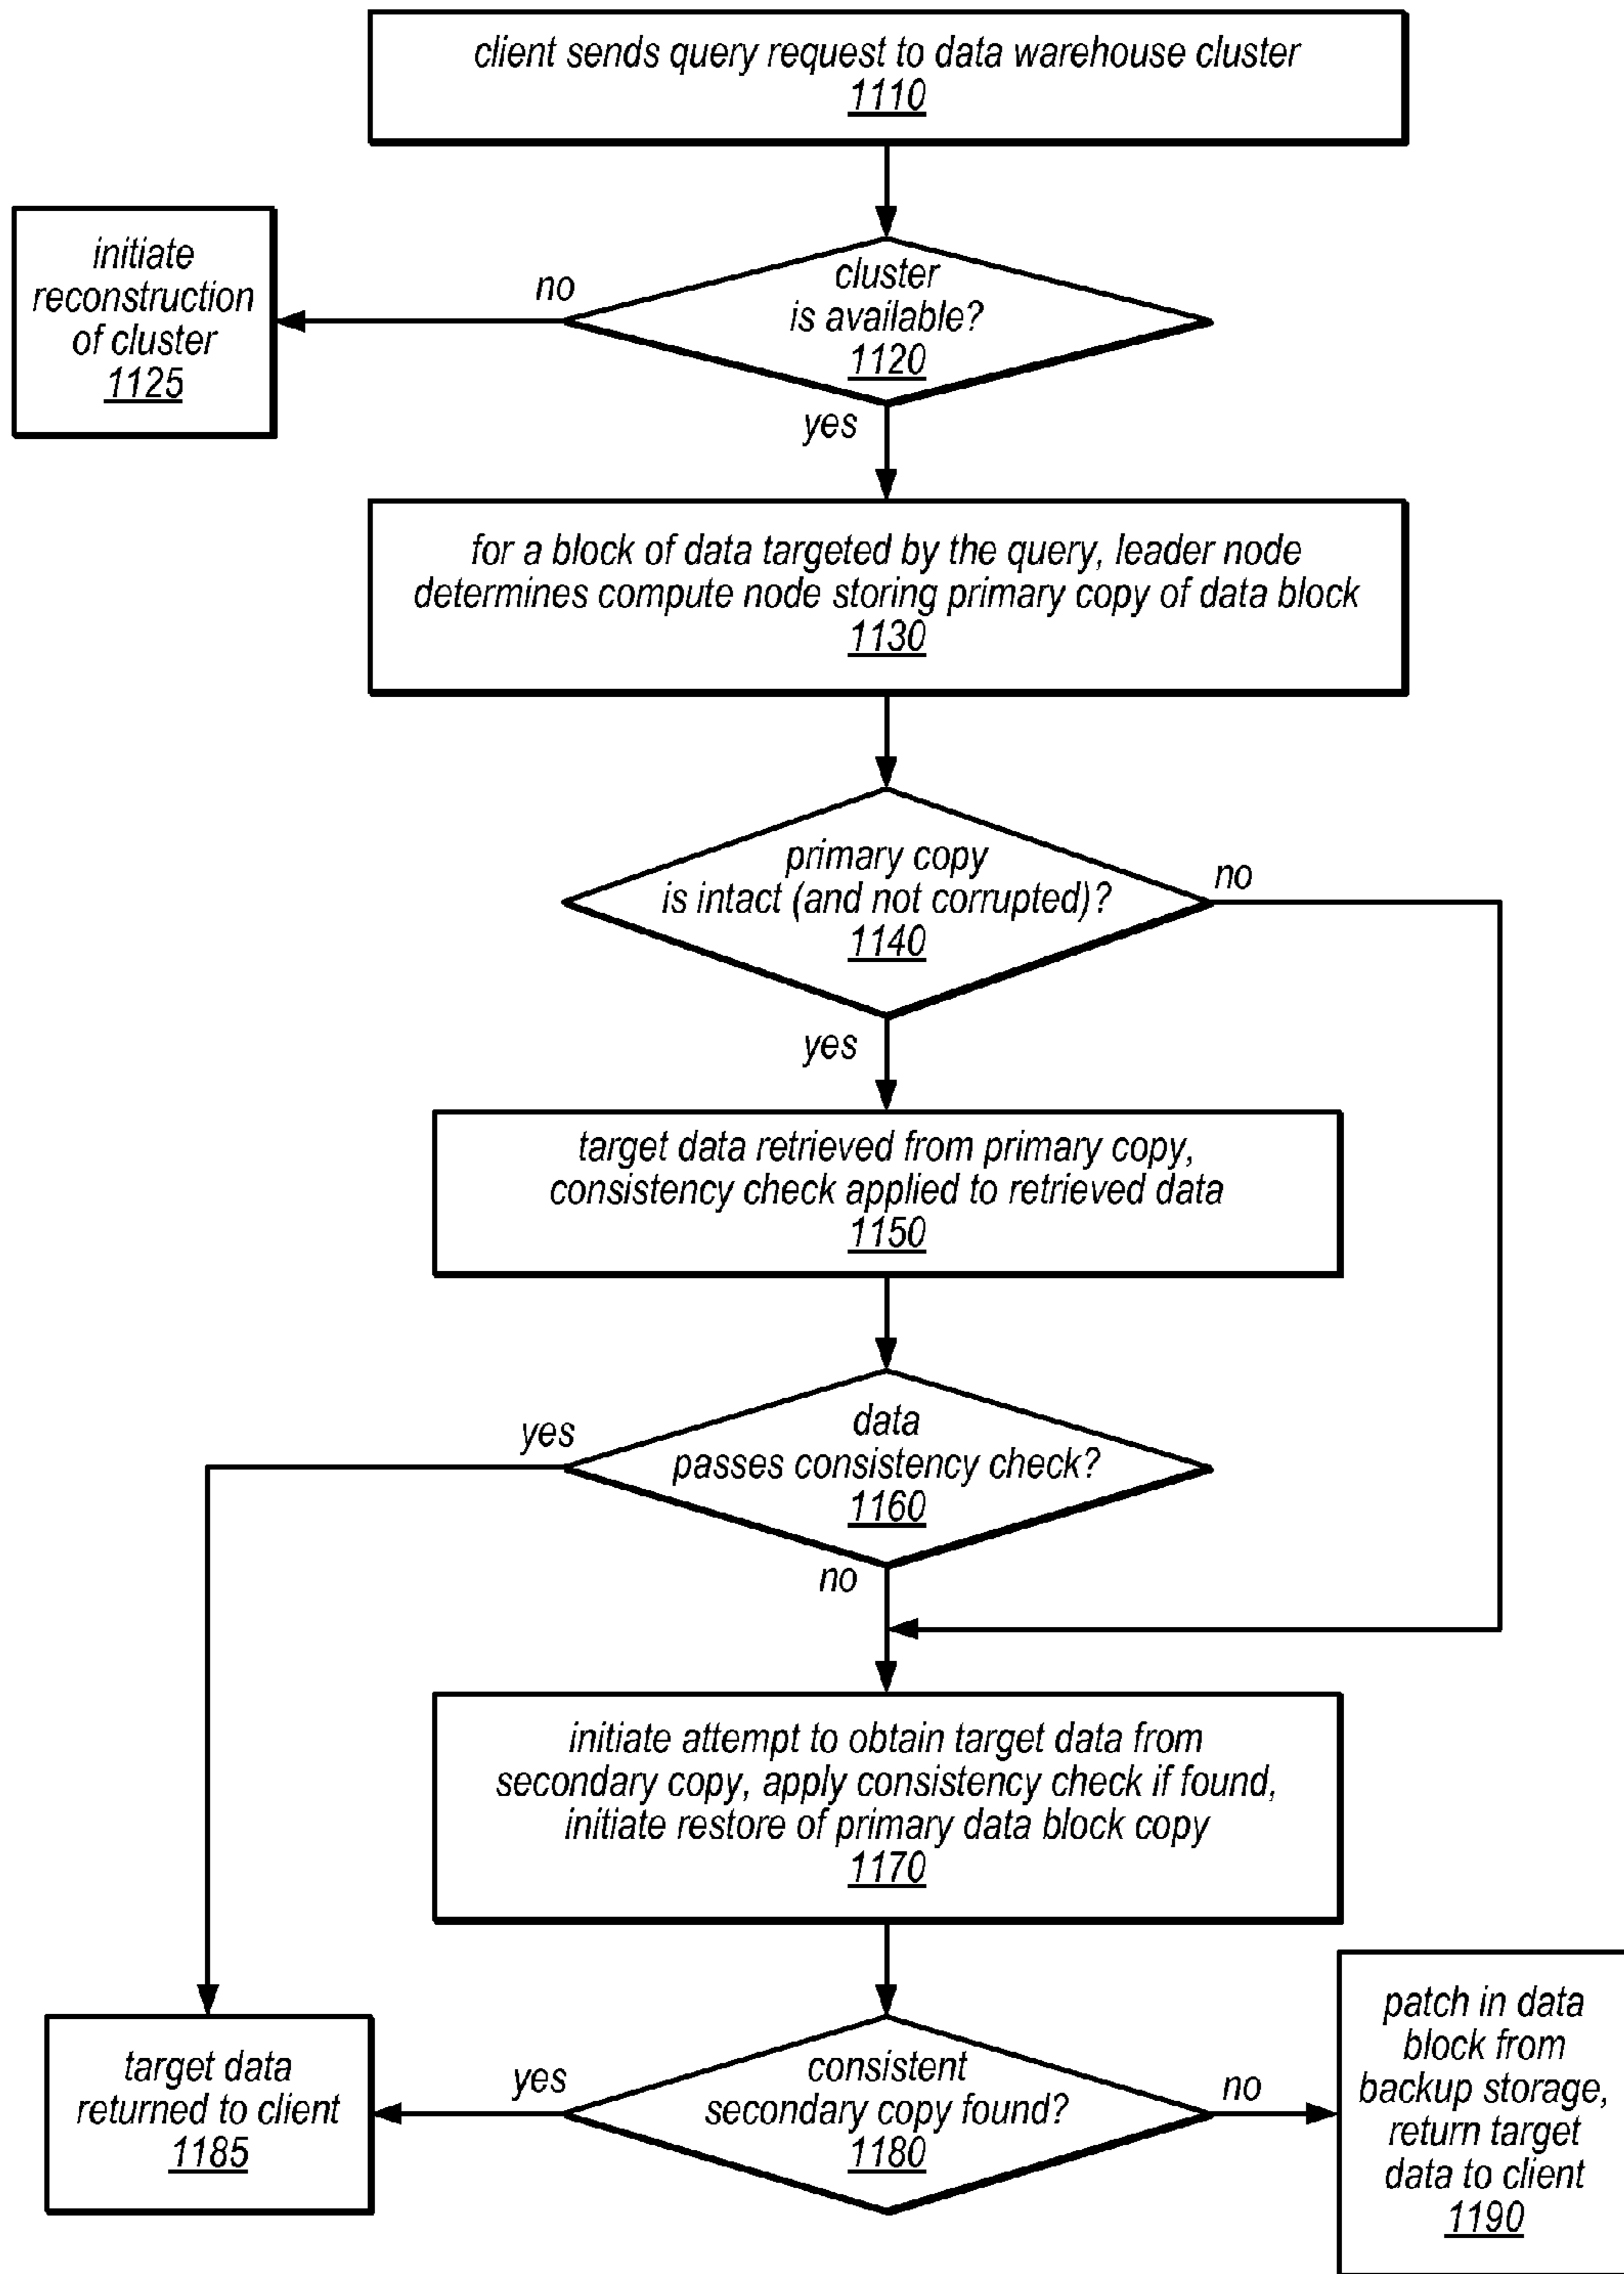 client sends query request to data warehouse cluster
1110
initiate
reconstruction
of cluster
1125
no
cluster
is available?
1120
yes
for a block of data targeted by the query, leader node
determines compute node storing primary copy of data block
1130
primary copy
is intact (and not corrupted)?
1140
no
yes
target data retrieved from primary copy,
consistency check applied to retrieved data
1150
yes
data
passes consistency check?
1160
no
initiate attempt to obtain target data from
secondary copy, apply consistency check if found,
initiate restore of primary data block copy
1170
target data
returned to client
1185
yes
consistent
secondary copy found?
1180
no
patch in data
block from
backup storage,
return target
data to client
1190